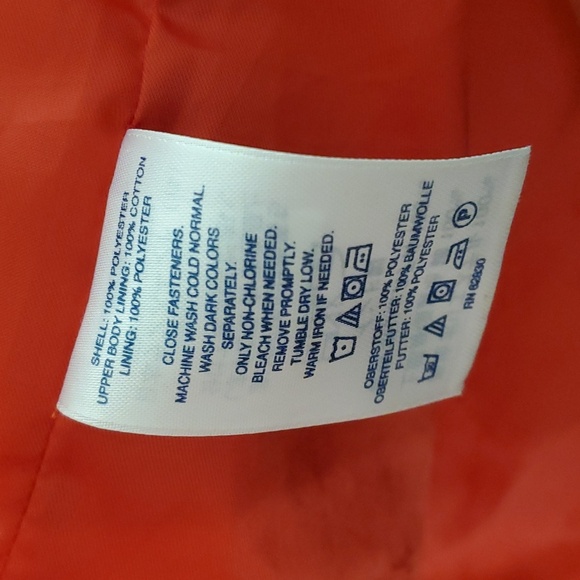 SHELL: 100% POLYESTER
UPPER BODY LINING: 100% COTTON
LINING: 100% POLYESTER
CLOSE FASTENERS.
MACHINE WASH COLD NORMAL.
WASH DARK COLORS
SEPARATELY.
ONLY NON-CHLORINE
BLEACH WHEN NEEDED.
REMOVE PROMPTLY.
TUMBLE DRY LOW.
WARM IRON IF NEEDED.
OBERSTOFF: 100% POLYESTER
OBERTEILFUTTER: 100% BAUMWOLLE
FUTTER: 100% POLYESTER
P
RN 62830